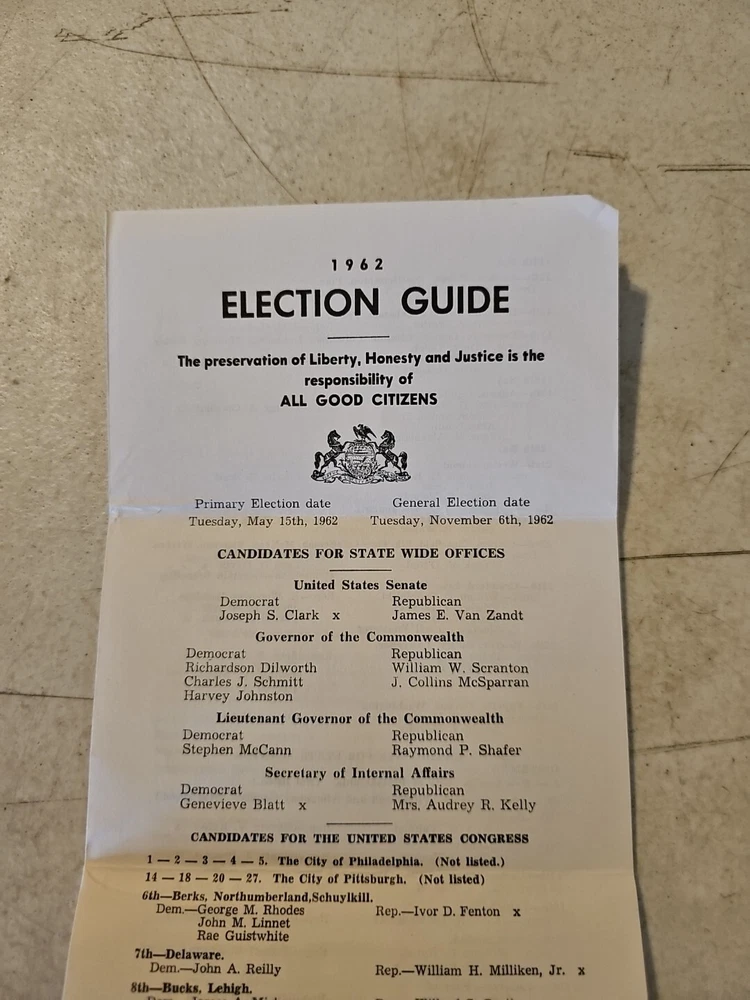 1962
ELECTION GUIDE
The preservation of Liberty, Honesty and Justice is the
responsibility of
ALL GOOD CITIZENS
Primary Election date General Election date
Tuesday, May 15th, 1962 Tuesday, November 6th, 1962
CANDIDATES FOR STATE WIDE OFFICES
United States Senate
Democrat Republican
Joseph S. Clark x James E. Van Zandt
Governor of the Commonwealth
Democrat Republican
Richardson Dilworth William W. Scranton
Charles J. Schmitt J. Collins McSparran
Harvey Johnston
Lieutenant Governor of the Commonwealth
Democrat Republican
Stephen McCann Raymond P. Shafer
Secretary of Internal Affairs
Democrat Republican
Genevieve Blatt x Mrs. Audrey R. Kelly
CANDIDATES FOR THE UNITED STATES CONGRESS
1 — 2 — 3 — 4 — 5. The City of Philadelphia. (Not listed.)
14 — 18 — 20 — 27. The City of Pittsburgh. (Not listed)
6th—Berks, Northumberland,Schuylkill.
Dem.—George M. Rhodes Rep.—Ivor D. Fenton x
John M. Linnet
Rae Guistwhite
7th—Delaware.
Dem.—John A. Reilly Rep.—William H. Milliken, Jr. x
8th—Bucks, Lehigh.